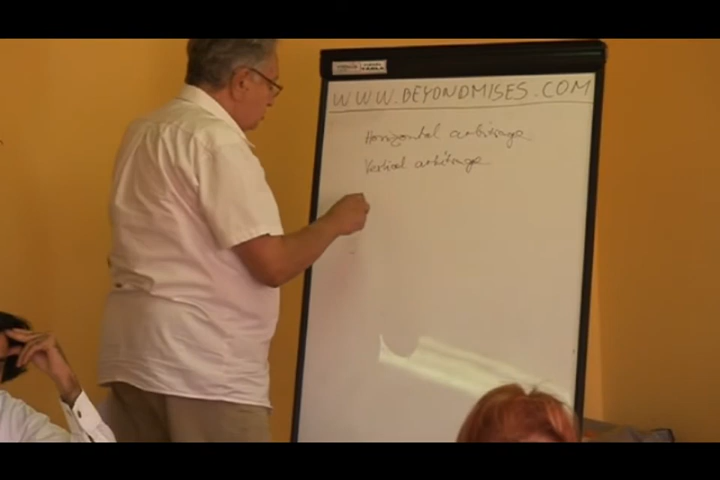 WWW.BEYONDMISES.COM
Horizontal arbitrage
Vertical arbitrage